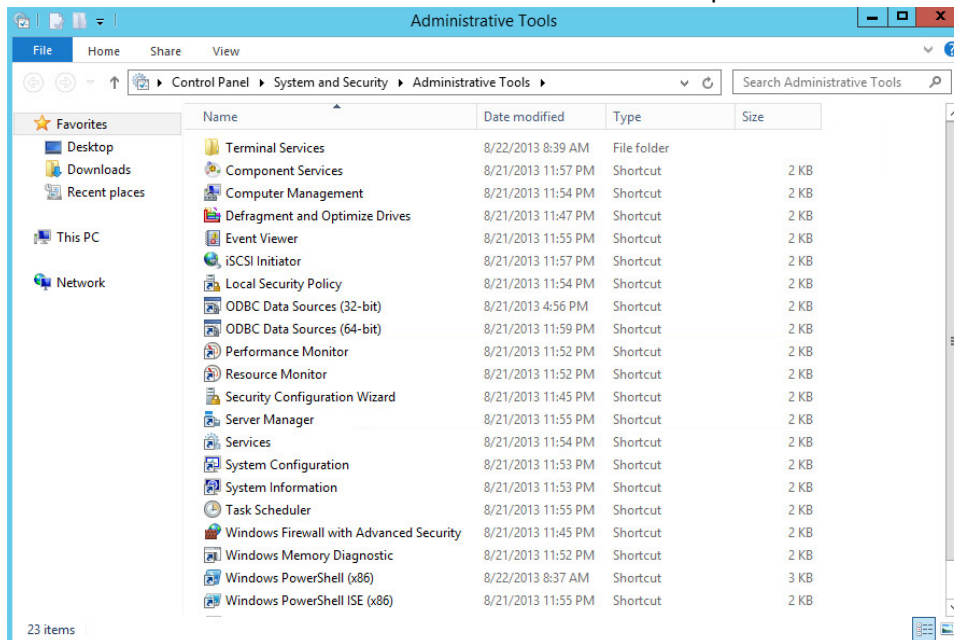 Administrative Tools
File Home Share View
Control Panel System and Security Administrative Tools Search Administrative Tools
Favorites
Desktop
Downloads
Recent places
This PC
Network
Name Date modified Type Size
Terminal Services 8/22/2013 8:39 AM File folder
Component Services 8/21/2013 11:57 PM Shortcut 2 KB
Computer Management 8/21/2013 11:54 PM Shortcut 2 KB
Defragment and Optimize Drives 8/21/2013 11:47 PM Shortcut 2 KB
Event Viewer 8/21/2013 11:55 PM Shortcut 2 KB
iSCSI Initiator 8/21/2013 11:57 PM Shortcut 2 KB
Local Security Policy 8/21/2013 11:54 PM Shortcut 2 KB
ODBC Data Sources (32-bit) 8/21/2013 4:56 PM Shortcut 2 KB
ODBC Data Sources (64-bit) 8/21/2013 11:59 PM Shortcut 2 KB
Performance Monitor 8/21/2013 11:52 PM Shortcut 2 KB
Resource Monitor 8/21/2013 11:52 PM Shortcut 2 KB
Security Configuration Wizard 8/21/2013 11:45 PM Shortcut 2 KB
Server Manager 8/21/2013 11:55 PM Shortcut 2 KB
Services 8/21/2013 11:54 PM Shortcut 2 KB
System Configuration 8/21/2013 11:53 PM Shortcut 2 KB
System Information 8/21/2013 11:53 PM Shortcut 2 KB
Task Scheduler 8/21/2013 11:55 PM Shortcut 2 KB
Windows Firewall with Advanced Security 8/21/2013 11:45 PM Shortcut 2 KB
Windows Memory Diagnostic 8/21/2013 11:52 PM Shortcut 2 KB
Windows PowerShell (x86) 8/22/2013 8:37 AM Shortcut 3 KB
Windows PowerShell ISE (x86) 8/21/2013 11:55 PM Shortcut 2 KB
23 items